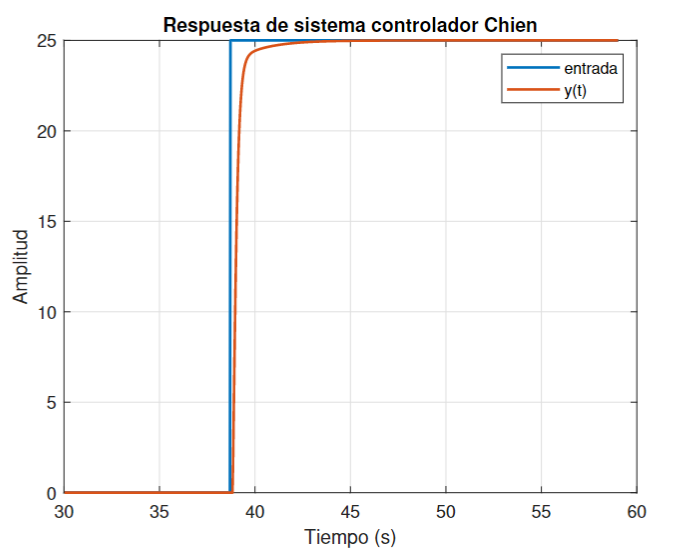 Respuesta de sistema controlador Chien
25
20
15
10
5
0
Amplitud
entrada
y(t)
30 35 40 45 50 55 60
Tiempo (s)